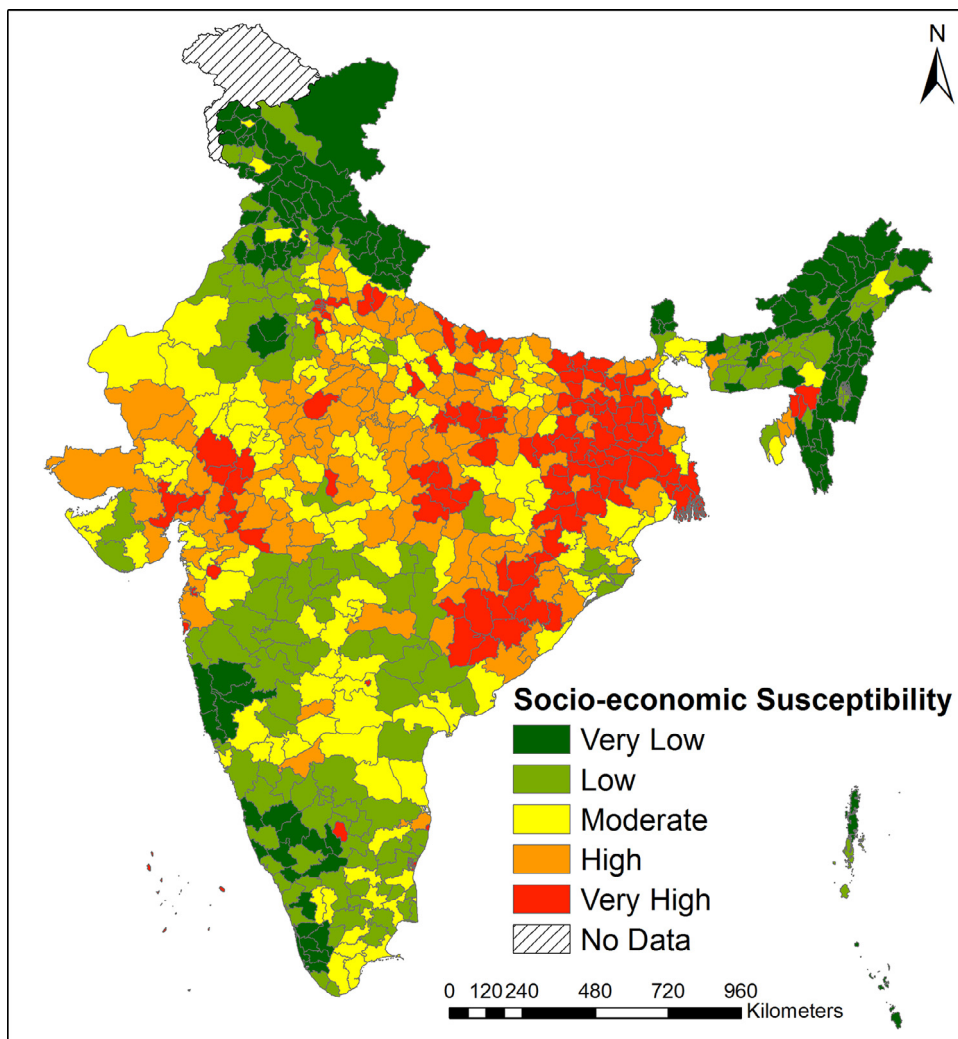 N
Socio-economic Susceptibility
Very Low
Low
Moderate
High
Very High
No Data
0 120 240 480 720 960
Kilometers